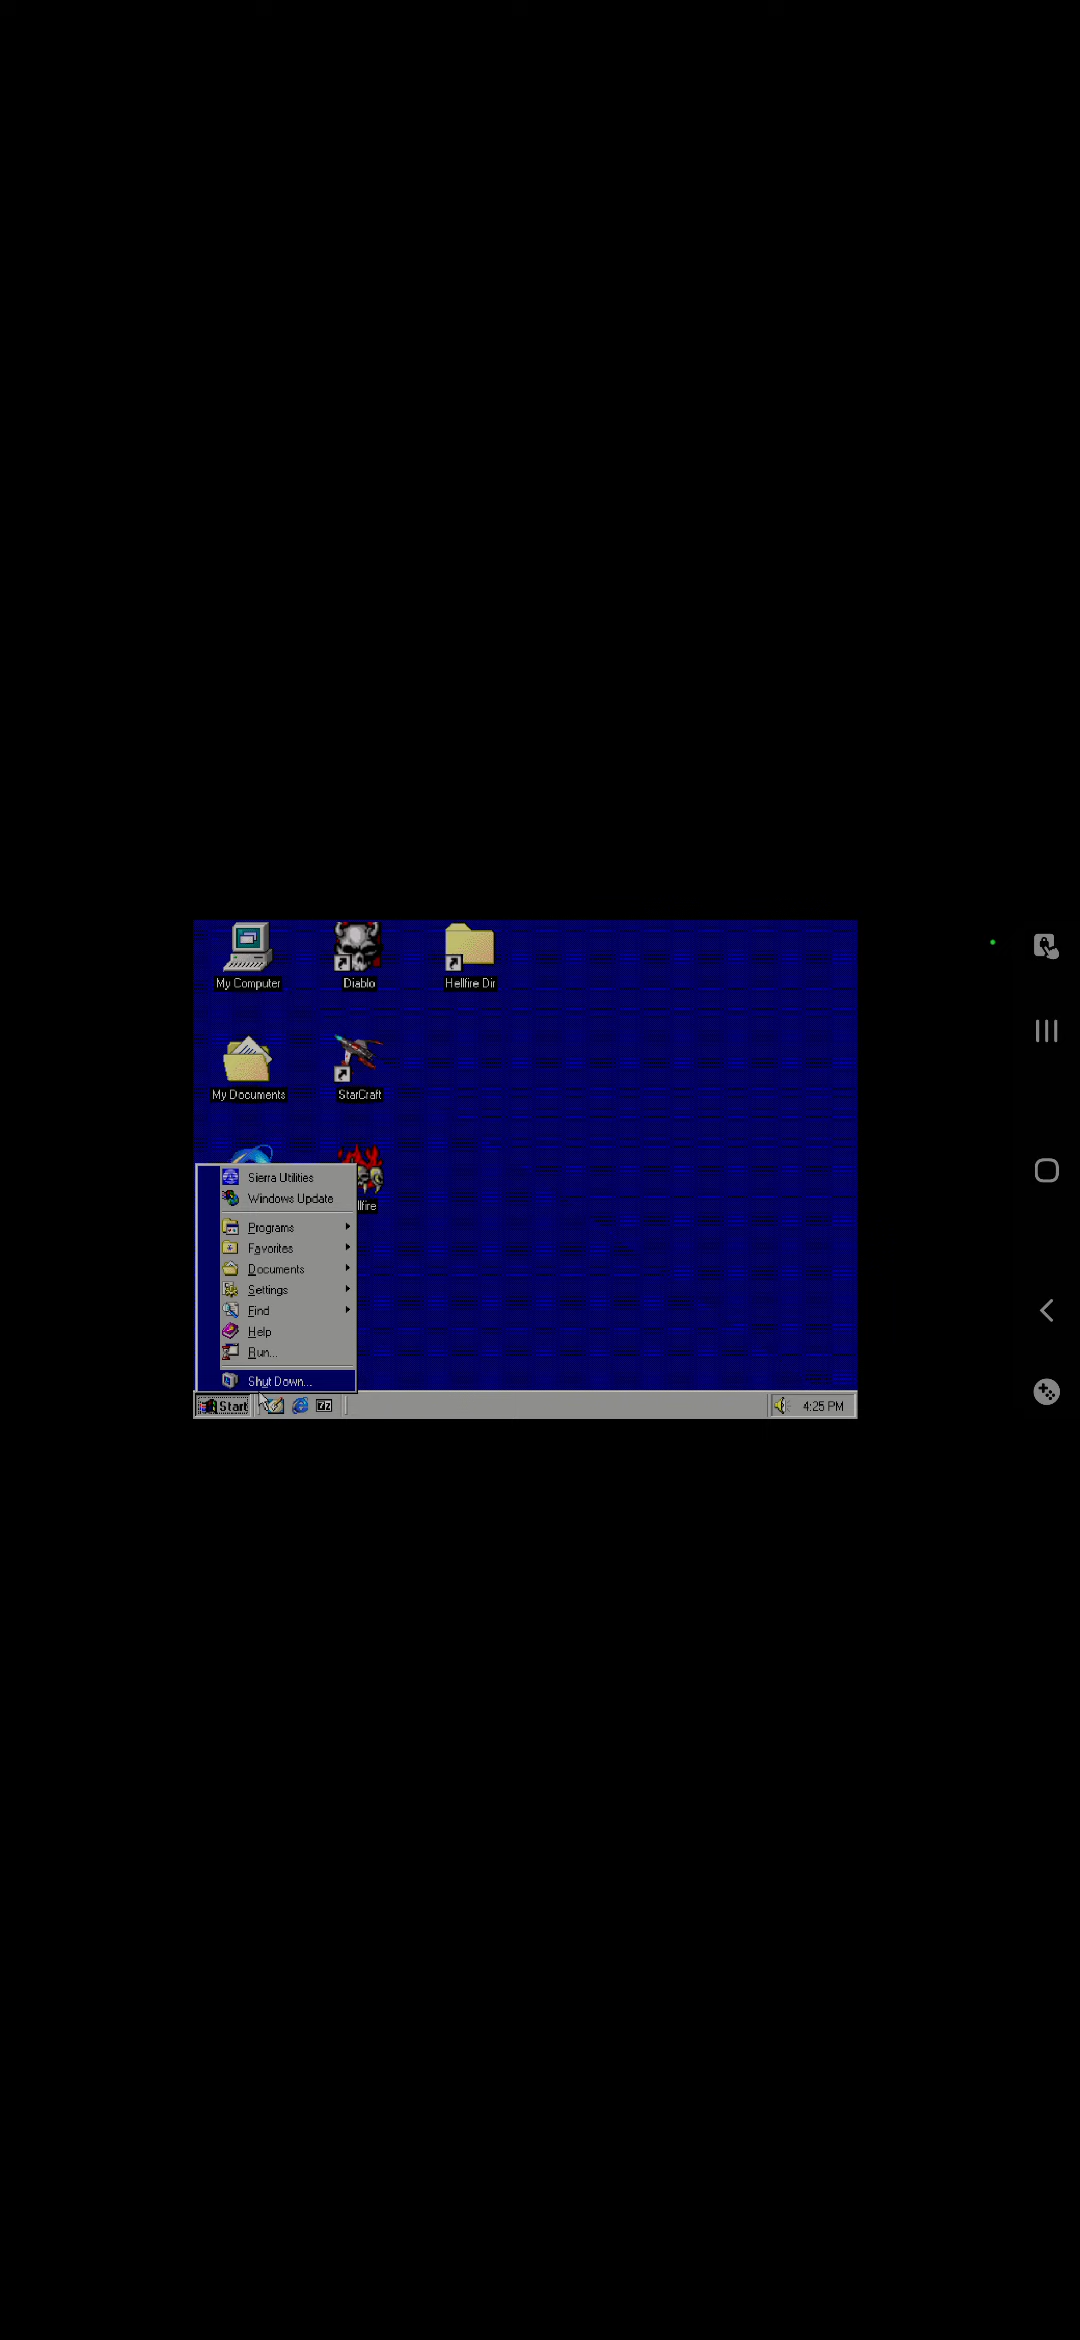 My Computer
Diablo
Hellfire Dir
My Documents
StarCraft
Sierra Utilities
Windows Update
llfire
Programs
Favorites
Documents
Settings
Find
Help
Run...
Shut Down...
Start
7z
4:25 PM